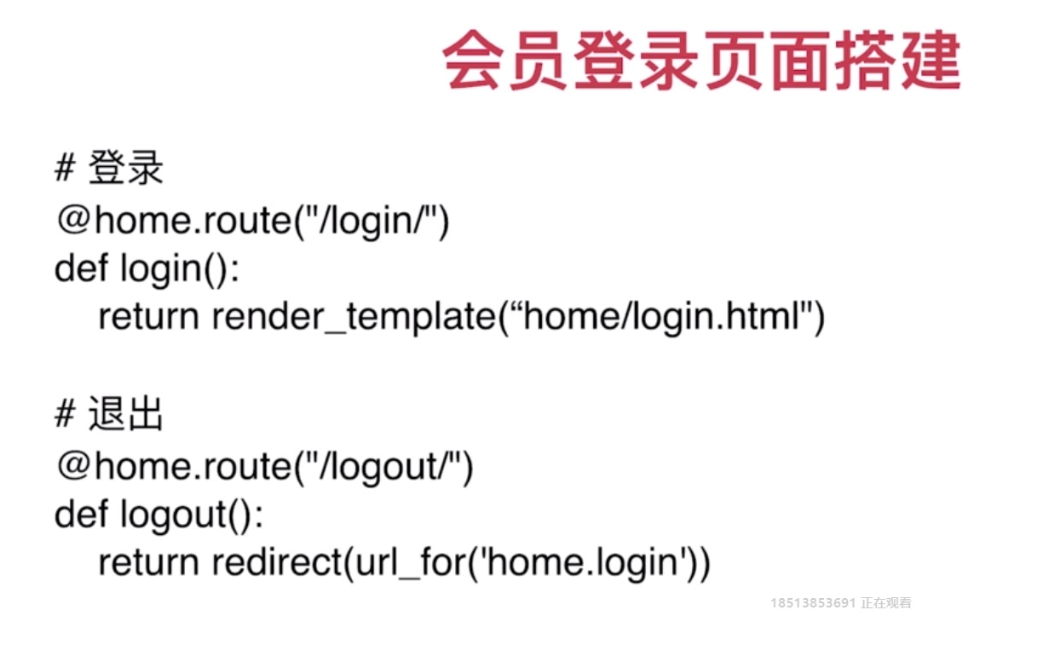 会员登录页面搭建
# 登录
@home.route("/login/")
def login():
    return render_template(“home/login.html")
# 退出
@home.route("/logout/")
def logout():
    return redirect(url_for('home.login'))
18513853691 正在观看